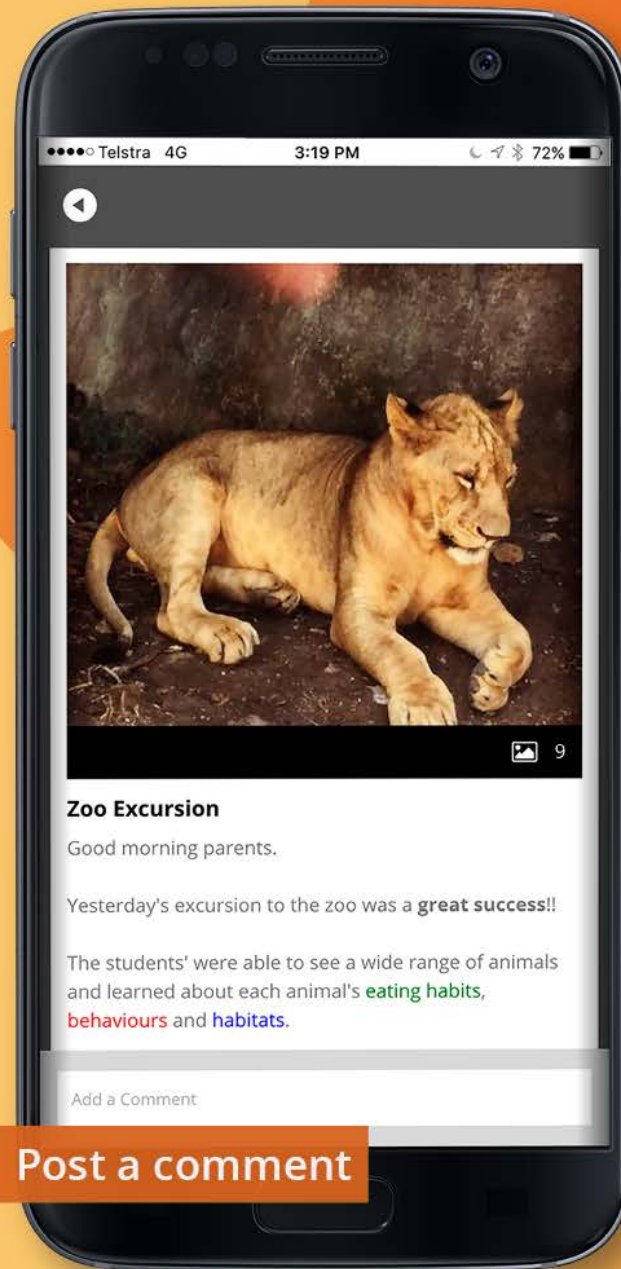 Telstra 4G 3:19 PM 72%
9
Zoo Excursion
Good morning parents.
Yesterday's excursion to the zoo was a great success!!
The students' were able to see a wide range of animals
and learned about each animal's eating habits,
behaviours and habitats.
Add a Comment
Post a comment